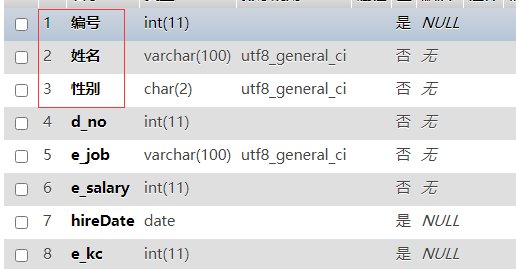 1 编号 int(11) 是 NULL
2 姓名 varchar(100) utf8_general_ci 否 无
3 性别 char(2) utf8_general_ci 否 无
4 d_no int(11) 否 无
5 e_job varchar(100) utf8_general_ci 否 无
6 e_salary int(11) 否 无
7 hireDate date 是 NULL
8 e_kc int(11) 是 NULL